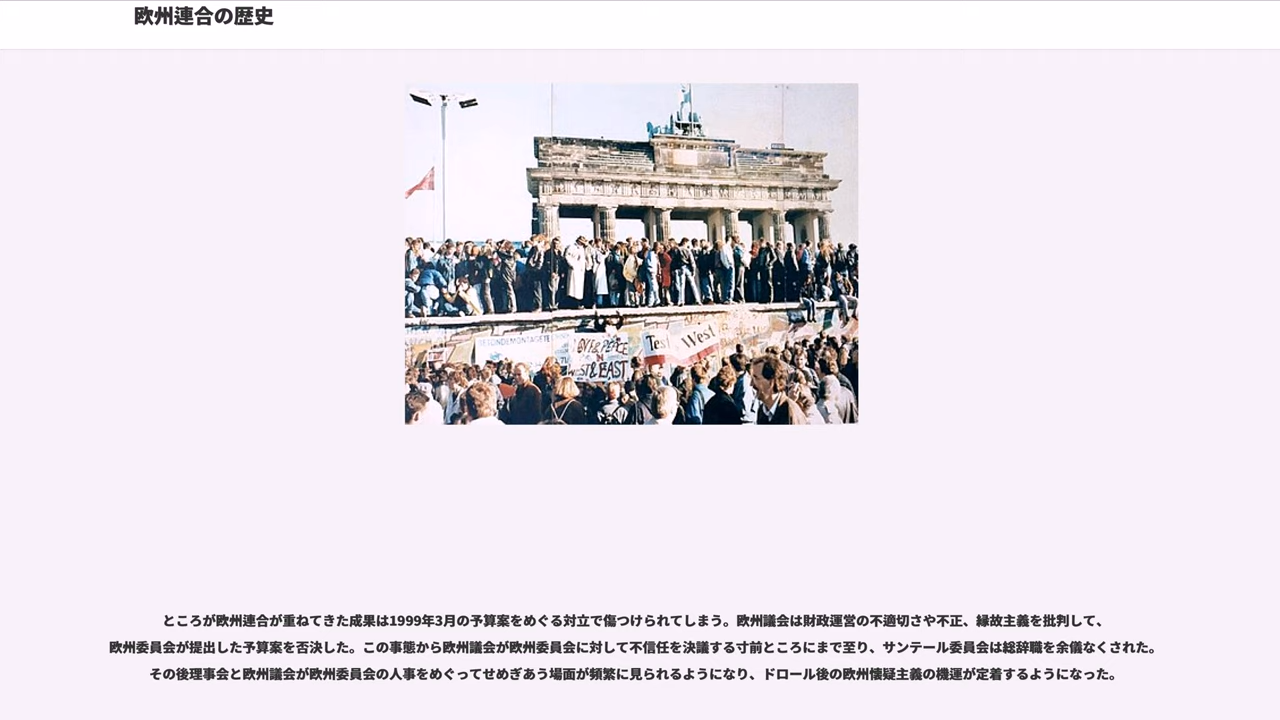 欧州連合の歴史
BETONDEMONTAGETE
LOVE & PEACE
Test West
WEST & EAST
ところが欧州連合が重ねてきた成果は1999年3月の予算案をめぐる対立で傷つけられてしまう。欧州議会は財政運営の不適切さや不正、縁故主義を批判して、
欧州委員会が提出した予算案を否決した。この事態から欧州議会が欧州委員会に対して不信任を決議する寸前ところにまで至り、サンテール委員会は総辞職を余儀なくされた。
その後理事会と欧州議会が欧州委員会の人事をめぐってせめぎあう場面が頻繁に見られるようになり、ドロール後の欧州懐疑主義の機運が定着するようになった。